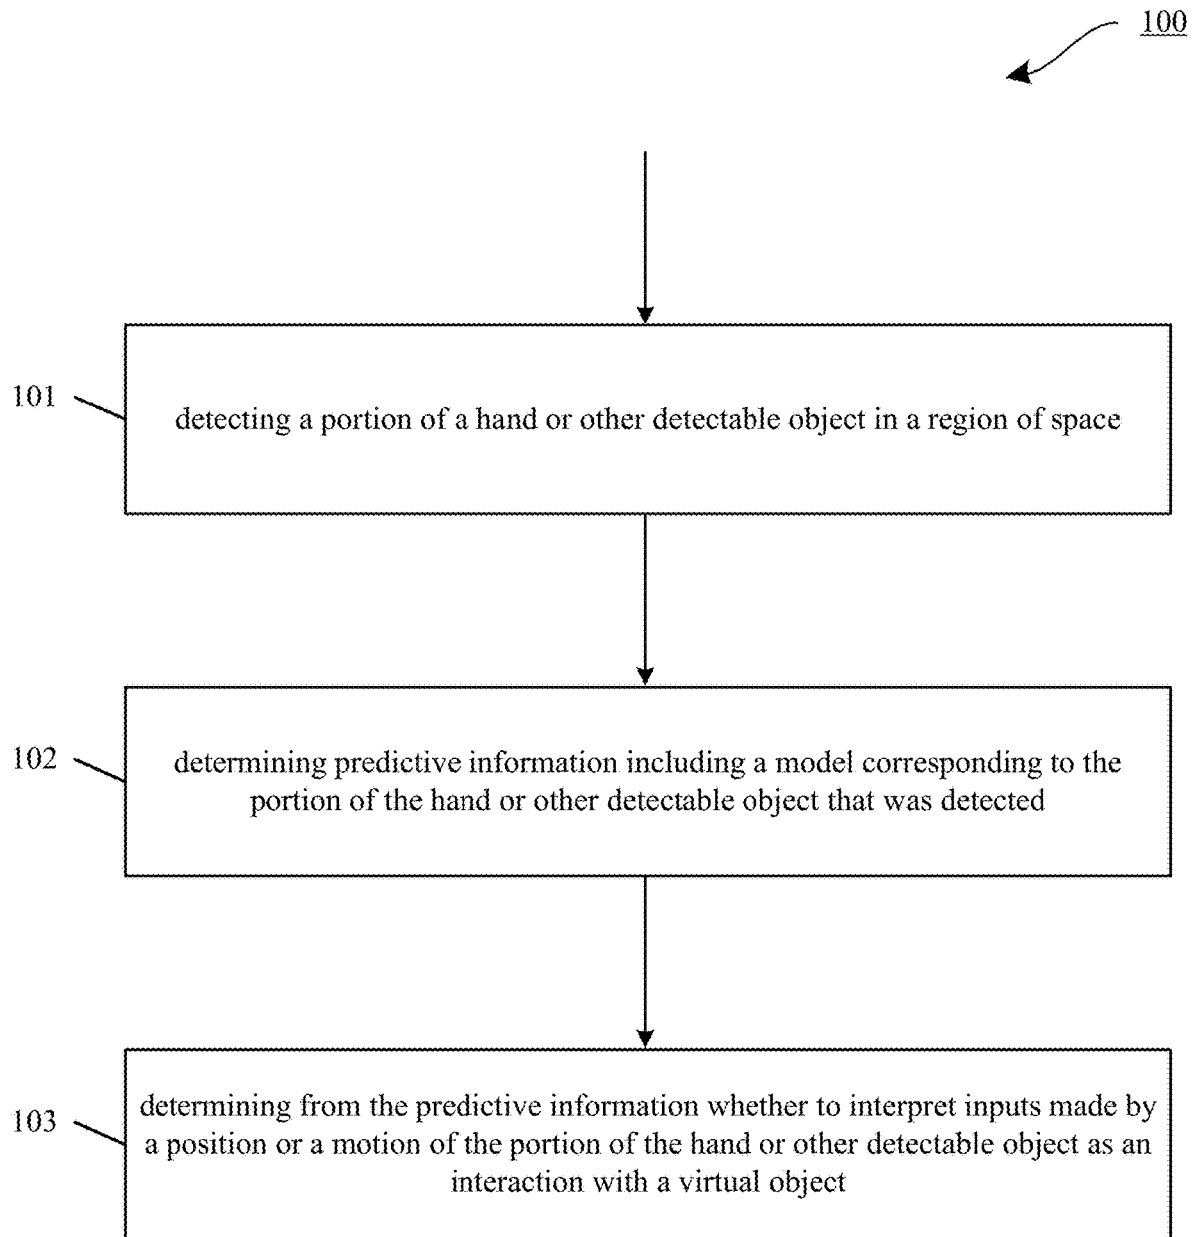 100
101
detecting a portion of a hand or other detectable object in a region of space
102
determining predictive information including a model corresponding to the
portion of the hand or other detectable object that was detected
103
determining from the predictive information whether to interpret inputs made by
a position or a motion of the portion of the hand or other detectable object as an
interaction with a virtual object